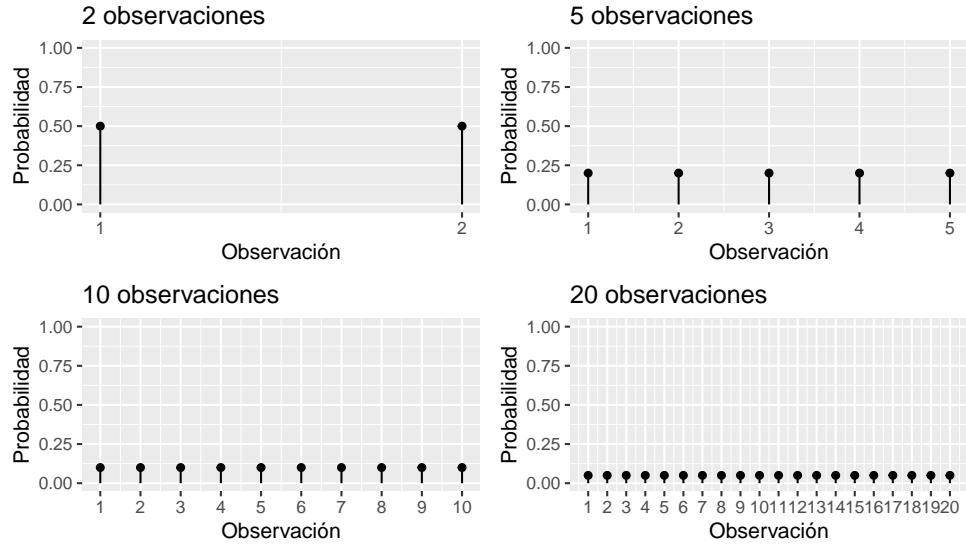 2 observaciones
1.00
0.75
0.50
0.25
0.00
Probabilidad
1 2
Observación
5 observaciones
1.00
0.75
0.50
0.25
0.00
Probabilidad
1 2 3 4 5
Observación
10 observaciones
1.00
0.75
0.50
0.25
0.00
Probabilidad
1 2 3 4 5 6 7 8 9 10
Observación
20 observaciones
1.00
0.75
0.50
0.25
0.00
Probabilidad
1 2 3 4 5 6 7 8 9 10 11 12 13 14 15 16 17 18 19 20
Observación